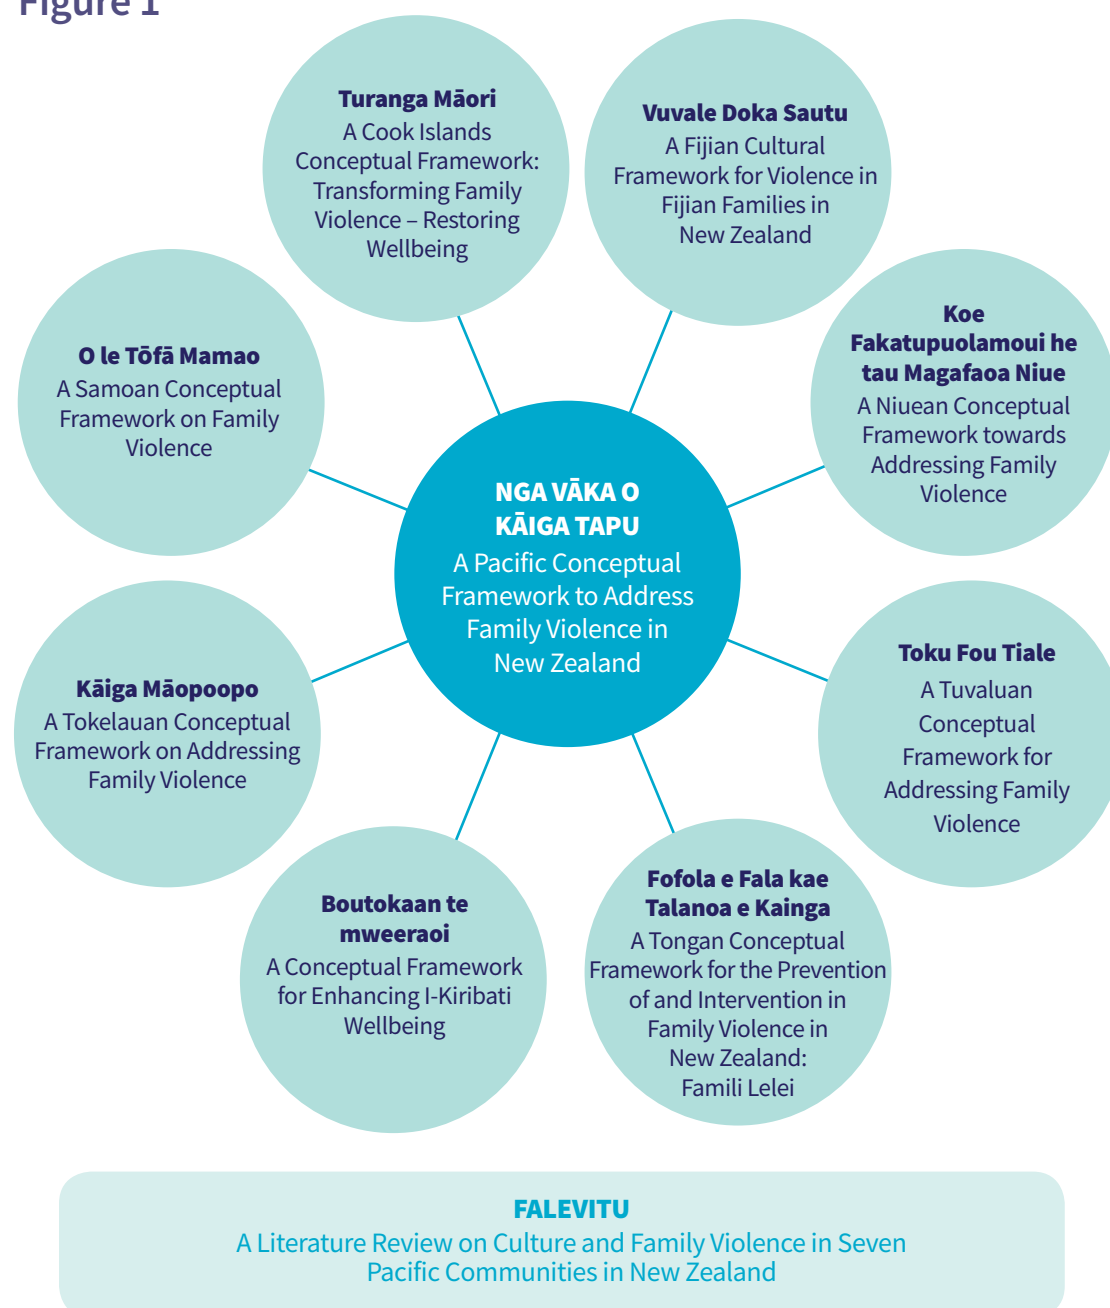 Figure 1
Turanga Māori
A Cook Islands
Conceptual Framework:
Transforming Family
Violence – Restoring
Wellbeing
Vuvale Doka Sautu
A Fijian Cultural
Framework for Violence in
Fijian Families in
New Zealand
O le Tōfā Mamao
A Samoan Conceptual
Framework on Family
Violence
Koe
Fakatupuolamoui he
tau Magafaoa Niue
A Niuean Conceptual
Framework towards
Addressing Family
Violence
NGA VĀKA O
KĀIGA TAPU
A Pacific Conceptual
Framework to Address
Family Violence in
New Zealand
Kāiga Māopoopo
A Tokelauan Conceptual
Framework on Addressing
Family Violence
Toku Fou Tiale
A Tuvaluan
Conceptual
Framework for
Addressing Family
Violence
Boutokaan te
mweeraoi
A Conceptual Framework
for Enhancing I-Kiribati
Wellbeing
Fofola e Fala kae
Talanoa e Kainga
A Tongan Conceptual
Framework for the Prevention
of and Intervention in
Family Violence in
New Zealand:
Famili Lelei
FALEVITU
A Literature Review on Culture and Family Violence in Seven
Pacific Communities in New Zealand